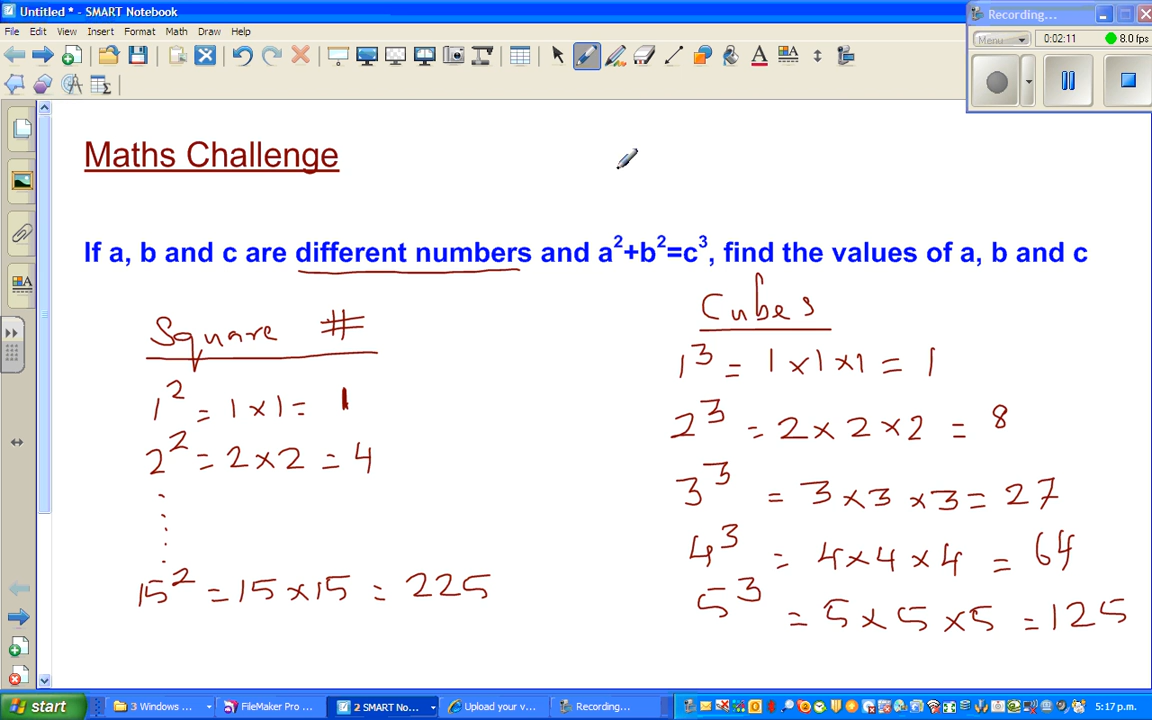 Untitled * - SMART Notebook
Recording...
File Edit View Insert Format Math Draw Help
Menu 0:02:11 8.0 fps
Maths Challenge
If a, b and c are different numbers and a²+b²=c³, find the values of a, b and c
Square #
1² = 1 × 1 = 1
2² = 2 × 2 = 4
15² = 15 × 15 = 225
Cubes
1³ = 1 × 1 × 1 = 1
2³ = 2 × 2 × 2 = 8
3³ = 3 × 3 × 3 = 27
4³ = 4 × 4 × 4 = 64
5³ = 5 × 5 × 5 = 125
start 3 Windows ... FileMaker Pro ... 2 SMART No... Upload your v... Recording... 5:17 p.m.